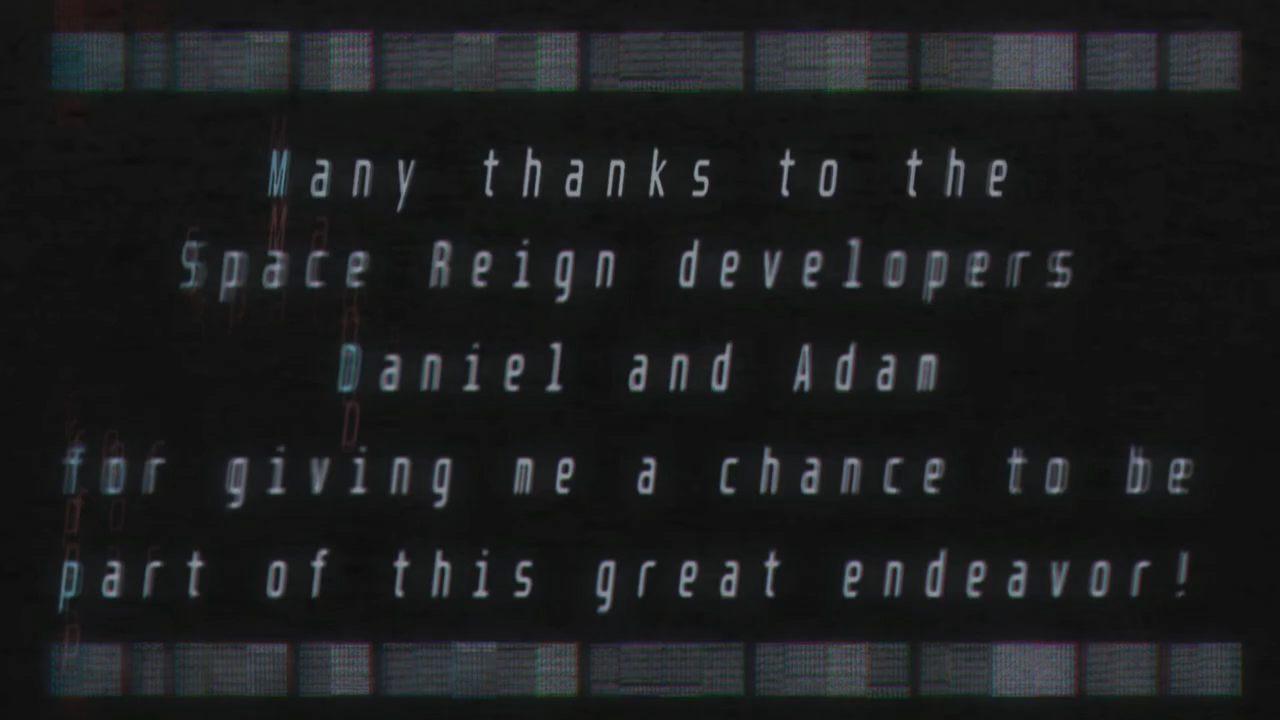 Many thanks to the
Space Reign developers
Daniel and Adam
for giving me a chance to be
part of this great endeavor!